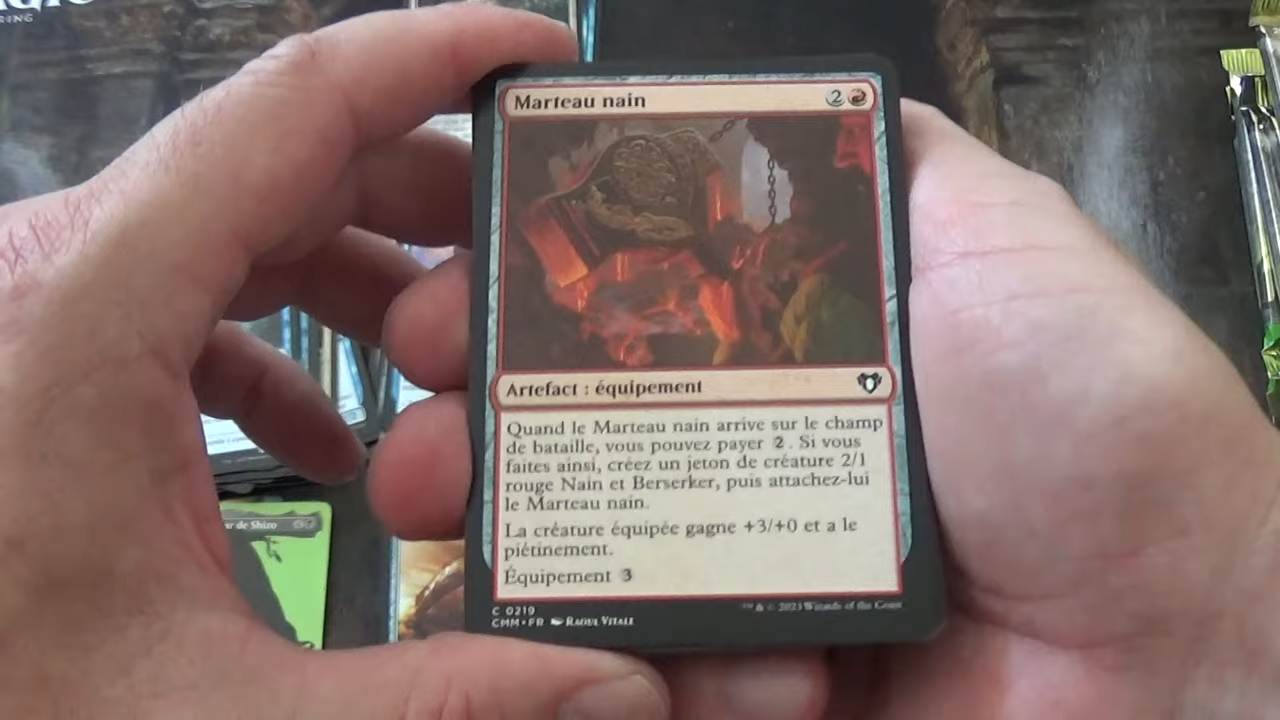 RING
Marteau nain 2
Artefact : équipement
Quand le Marteau nain arrive sur le champ
de bataille, vous pouvez payer 2. Si vous
faites ainsi, créez un jeton de créature 2/1
rouge Nain et Berserker, puis attachez-lui
le Marteau nain.
La créature équipée gagne +3/+0 et a le
piétinement.
Équipement 3
C 0219
CMM • FR Raoul Vitale
™ & © 2023 Wizards of the Coast
de Shizo